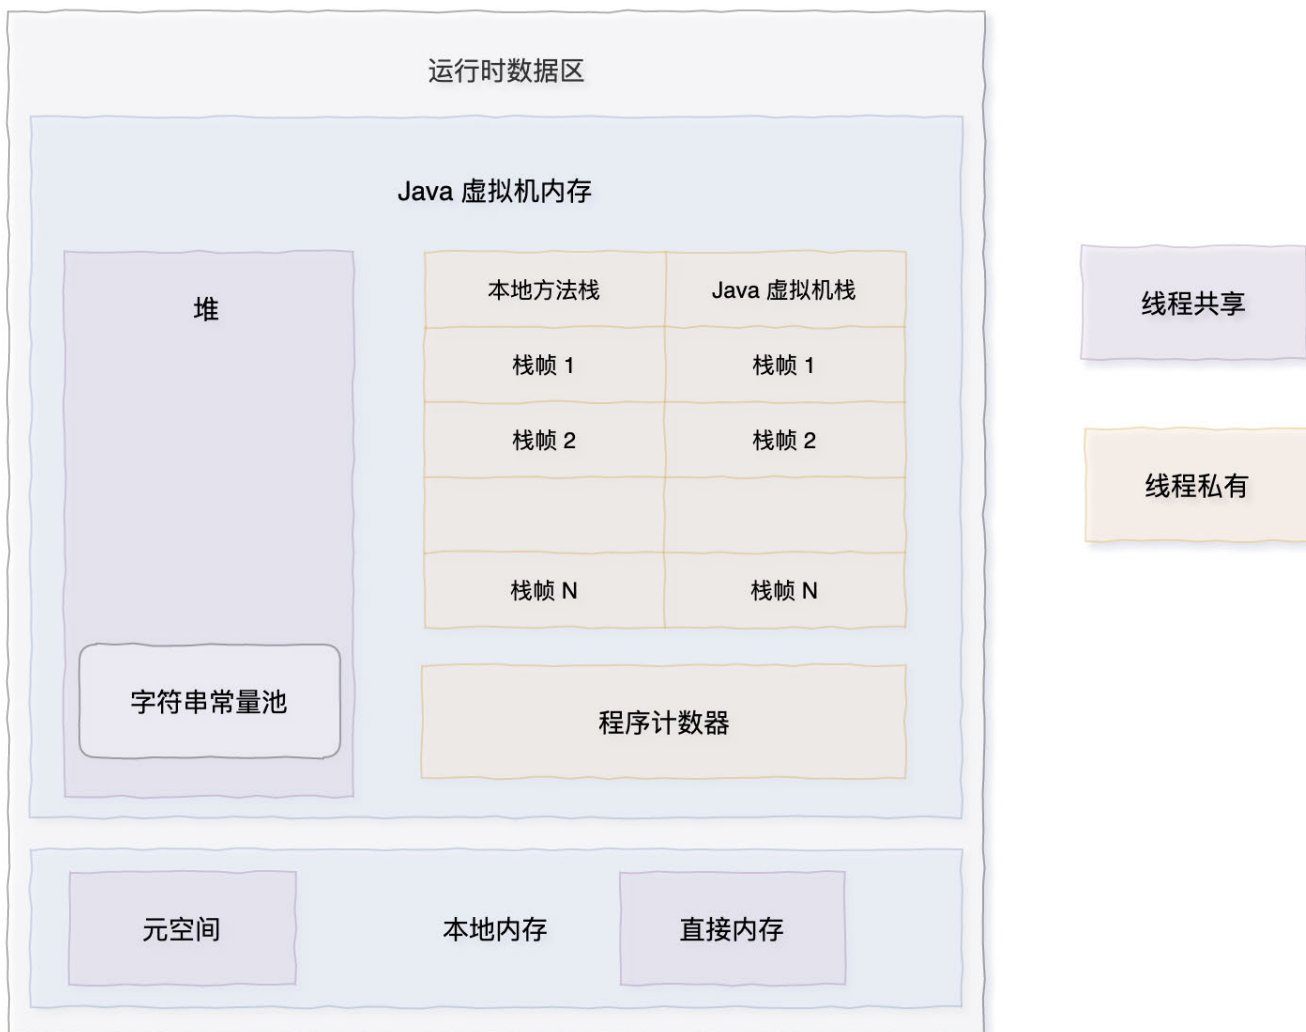 运行时数据区
Java 虚拟机内存
堆
字符串常量池
本地方法栈
Java 虚拟机栈
栈帧 1
栈帧 1
栈帧 2
栈帧 2
栈帧 N
栈帧 N
程序计数器
元空间
本地内存
直接内存
线程共享
线程私有